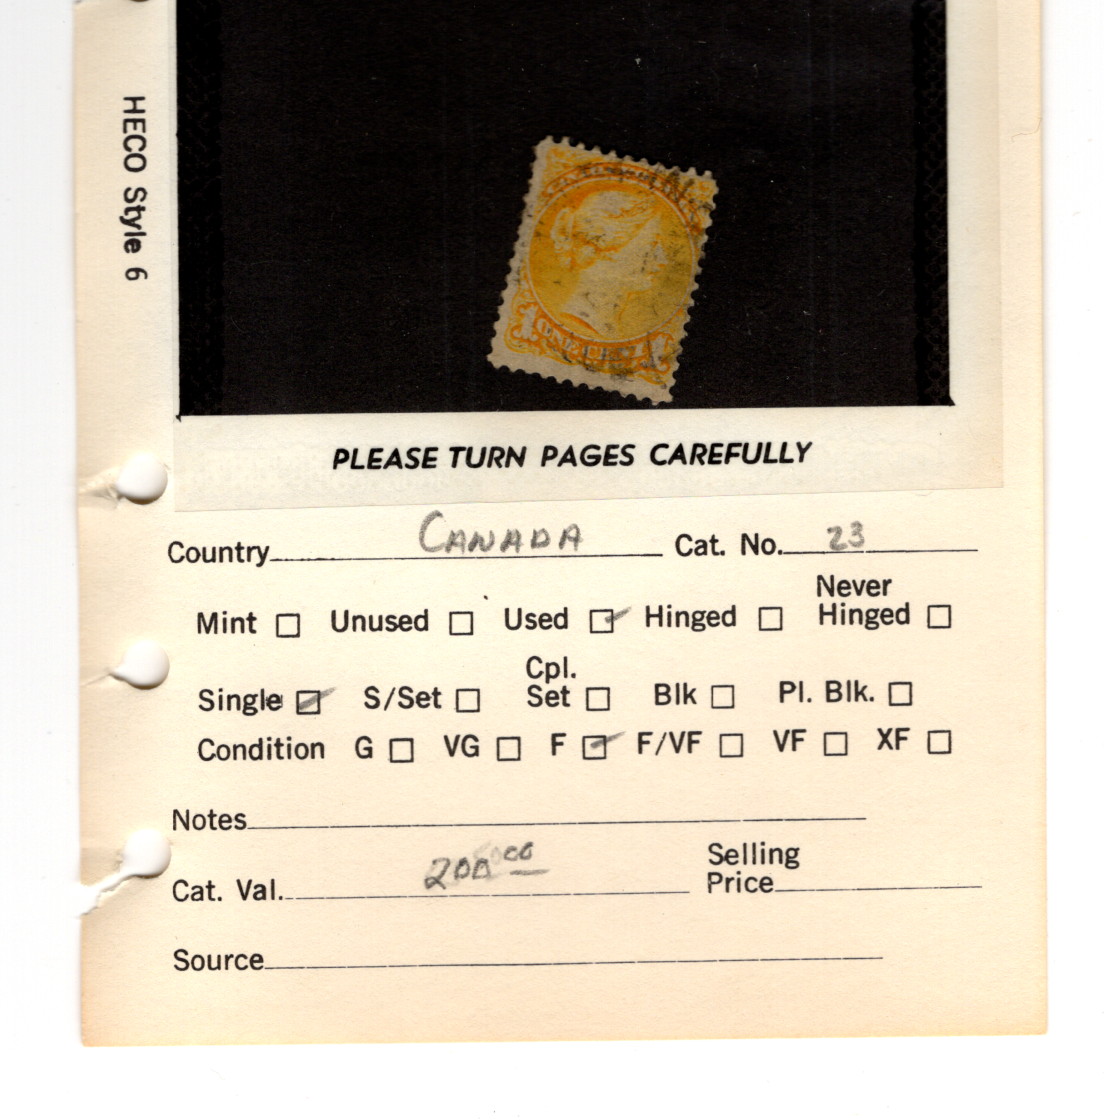 HECO Style 6
PLEASE TURN PAGES CAREFULLY
Country CANADA Cat. No. 23
Never
Mint Unused Used Hinged Hinged
Cpl.
Single S/Set Set Blk Pl. Blk.
Condition G VG F F/VF VF XF
Notes
Selling
Cat. Val. 200.00 Price
Source